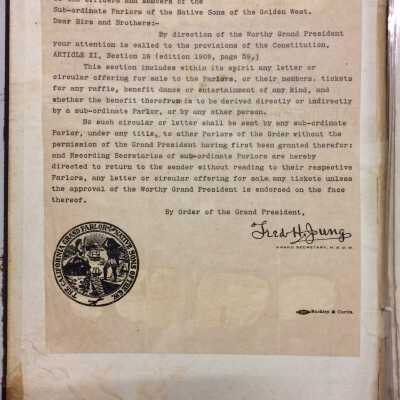 to the Officers and Members of the
Sub-ordinate Parlors of the Native Sons of the Golden West.
Dear Sirs and Brothers:-
By direction of the Worthy Grand President
your attention is called to the provisions of the Constitution,
ARTICLE XI, Section 18 (edition 1909, page 59,)
This section includes within its spirit any letter or
circular offering for sale to the Parlors, or their members, tickets
for any raffle, benefit dance or entertainment of any kind, and
whether the benefit therefrom is to be derived directly or indirectly
by a sub-ordinate Parlor, or by any other person.
No such circular or letter shall be sent by any sub-ordinate
Parlor, under any title, to other Parlors of the Order without the
permission of the Grand President having first been granted therefor;
and Recording Secretaries of sub-ordinate Parlors are hereby
directed to return to the sender without reading to their respective
Parlors, any letter or circular offering for sale any tickets unless
the approval of the Worthy Grand President is endorsed on the face
thereof.
By Order of the Grand President,
Fred H. Jung
GRAND SECRETARY, N.S.G.W.
THE CALIFORNIA GRAND PARLOR NATIVE SONS OF THE
Buckley & Curtin